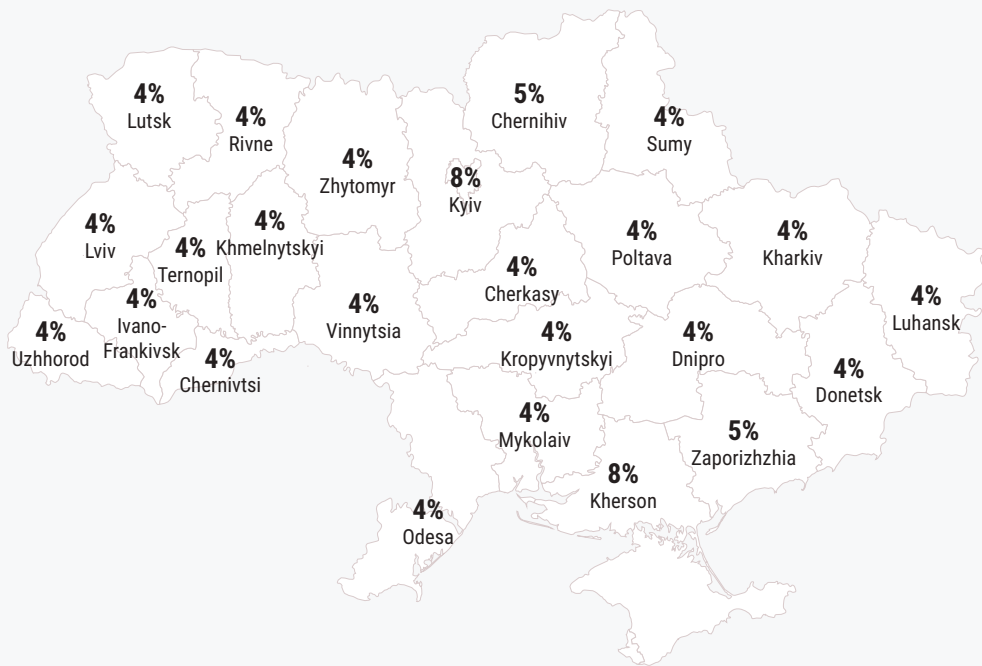 4%
Lutsk
4%
Rivne
4%
Zhytomyr
8%
Kyiv
5%
Chernihiv
4%
Sumy
4%
Lviv
4%
Ternopil
4%
Khmelnytskyi
4%
Vinnytsia
4%
Cherkasy
4%
Poltava
4%
Kharkiv
4%
Luhansk
4%
Uzhhorod
4%
Ivano-
Frankivsk
4%
Chernivtsi
4%
Kropyvnytskyi
4%
Dnipro
4%
Donetsk
4%
Mykolaiv
5%
Zaporizhzhia
8%
Kherson
4%
Odesa